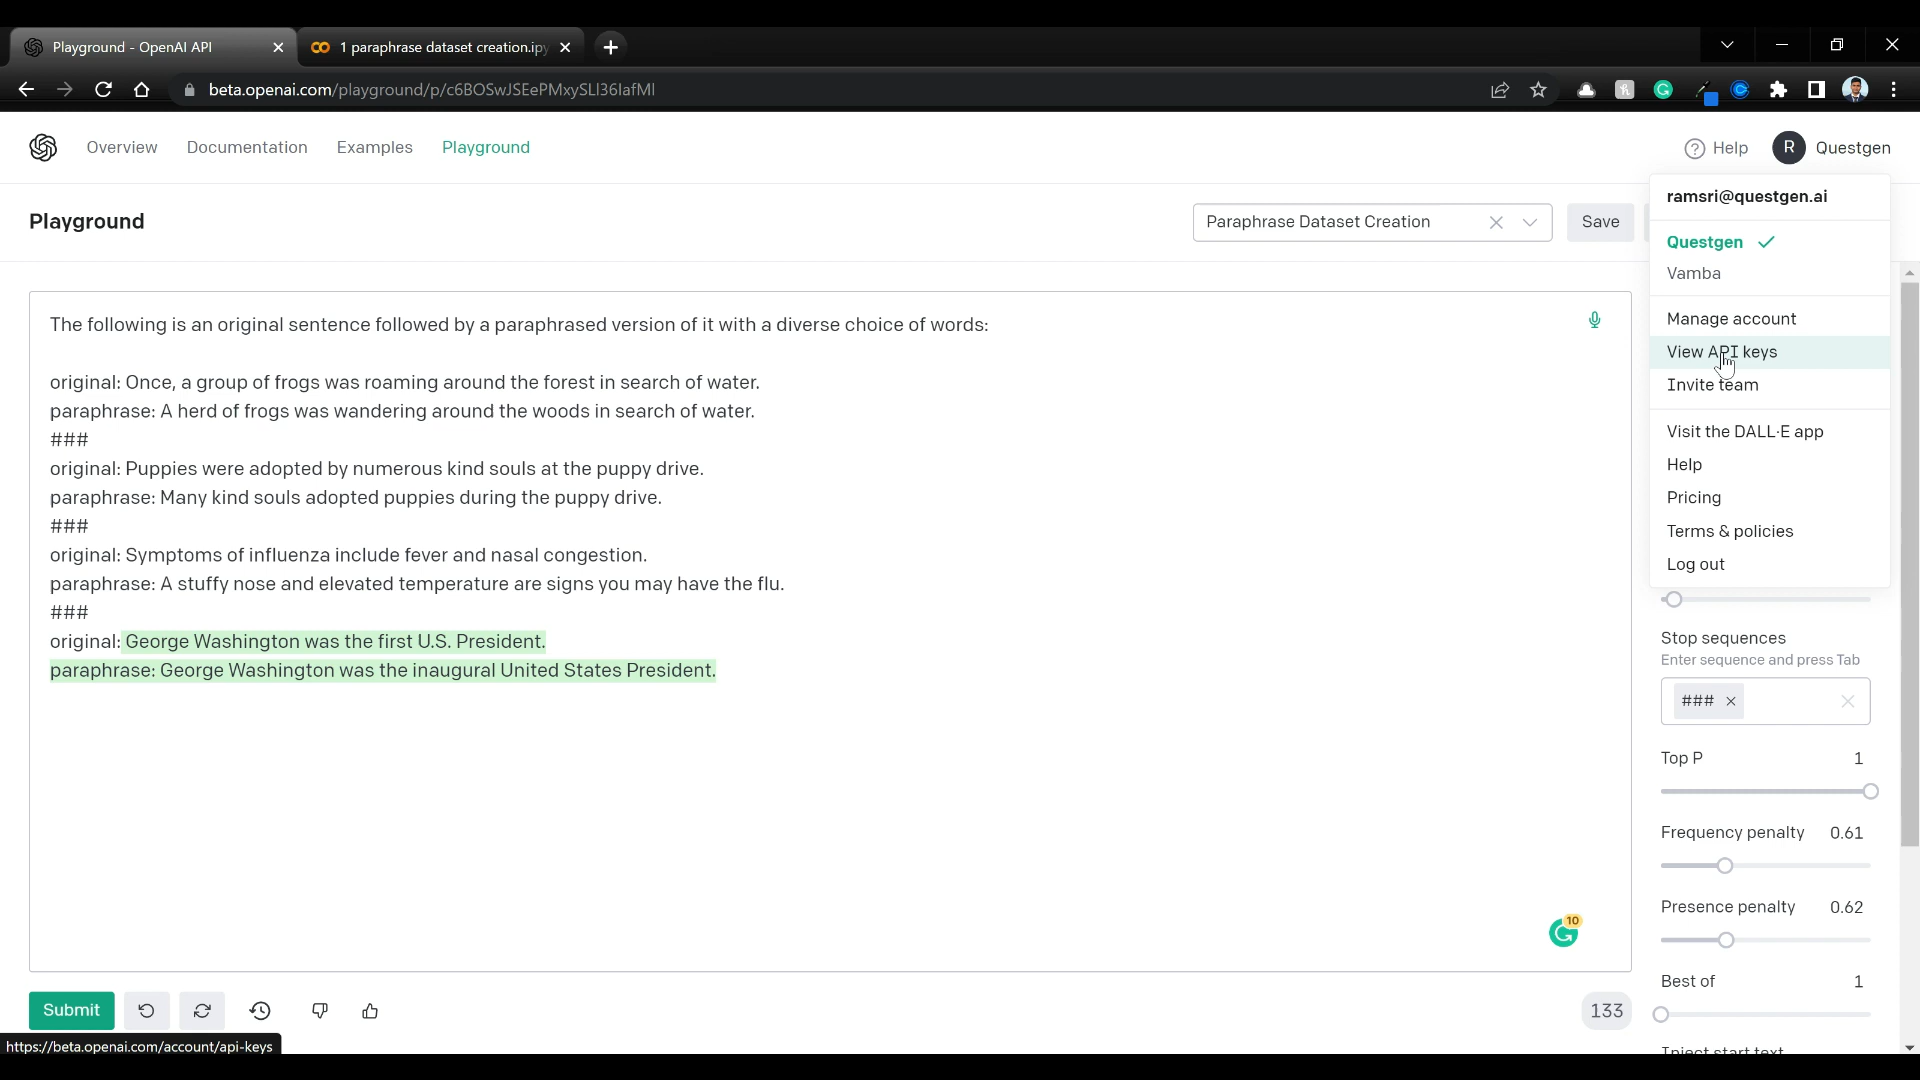 Playground - OpenAI API
1 paraphrase dataset creation.ipy
beta.openai.com/playground/p/c6BOSwJSEePMxySLl36lafMl
Overview
Documentation
Examples
Playground
Help
R
Questgen
Playground
Paraphrase Dataset Creation
Save
ramsri@questgen.ai
Questgen
Vamba
Manage account
View API keys
Invite team
Visit the DALL·E app
Help
Pricing
Terms & policies
Log out
The following is an original sentence followed by a paraphrased version of it with a diverse choice of words:
original: Once, a group of frogs was roaming around the forest in search of water.
paraphrase: A herd of frogs was wandering around the woods in search of water.
###
original: Puppies were adopted by numerous kind souls at the puppy drive.
paraphrase: Many kind souls adopted puppies during the puppy drive.
###
original: Symptoms of influenza include fever and nasal congestion.
paraphrase: A stuffy nose and elevated temperature are signs you may have the flu.
###
original: George Washington was the first U.S. President.
paraphrase: George Washington was the inaugural United States President.
Stop sequences
Enter sequence and press Tab
###
Top P 1
Frequency penalty 0.61
Presence penalty 0.62
Best of 1
Inject start text
10
Submit
133
https://beta.openai.com/account/api-keys